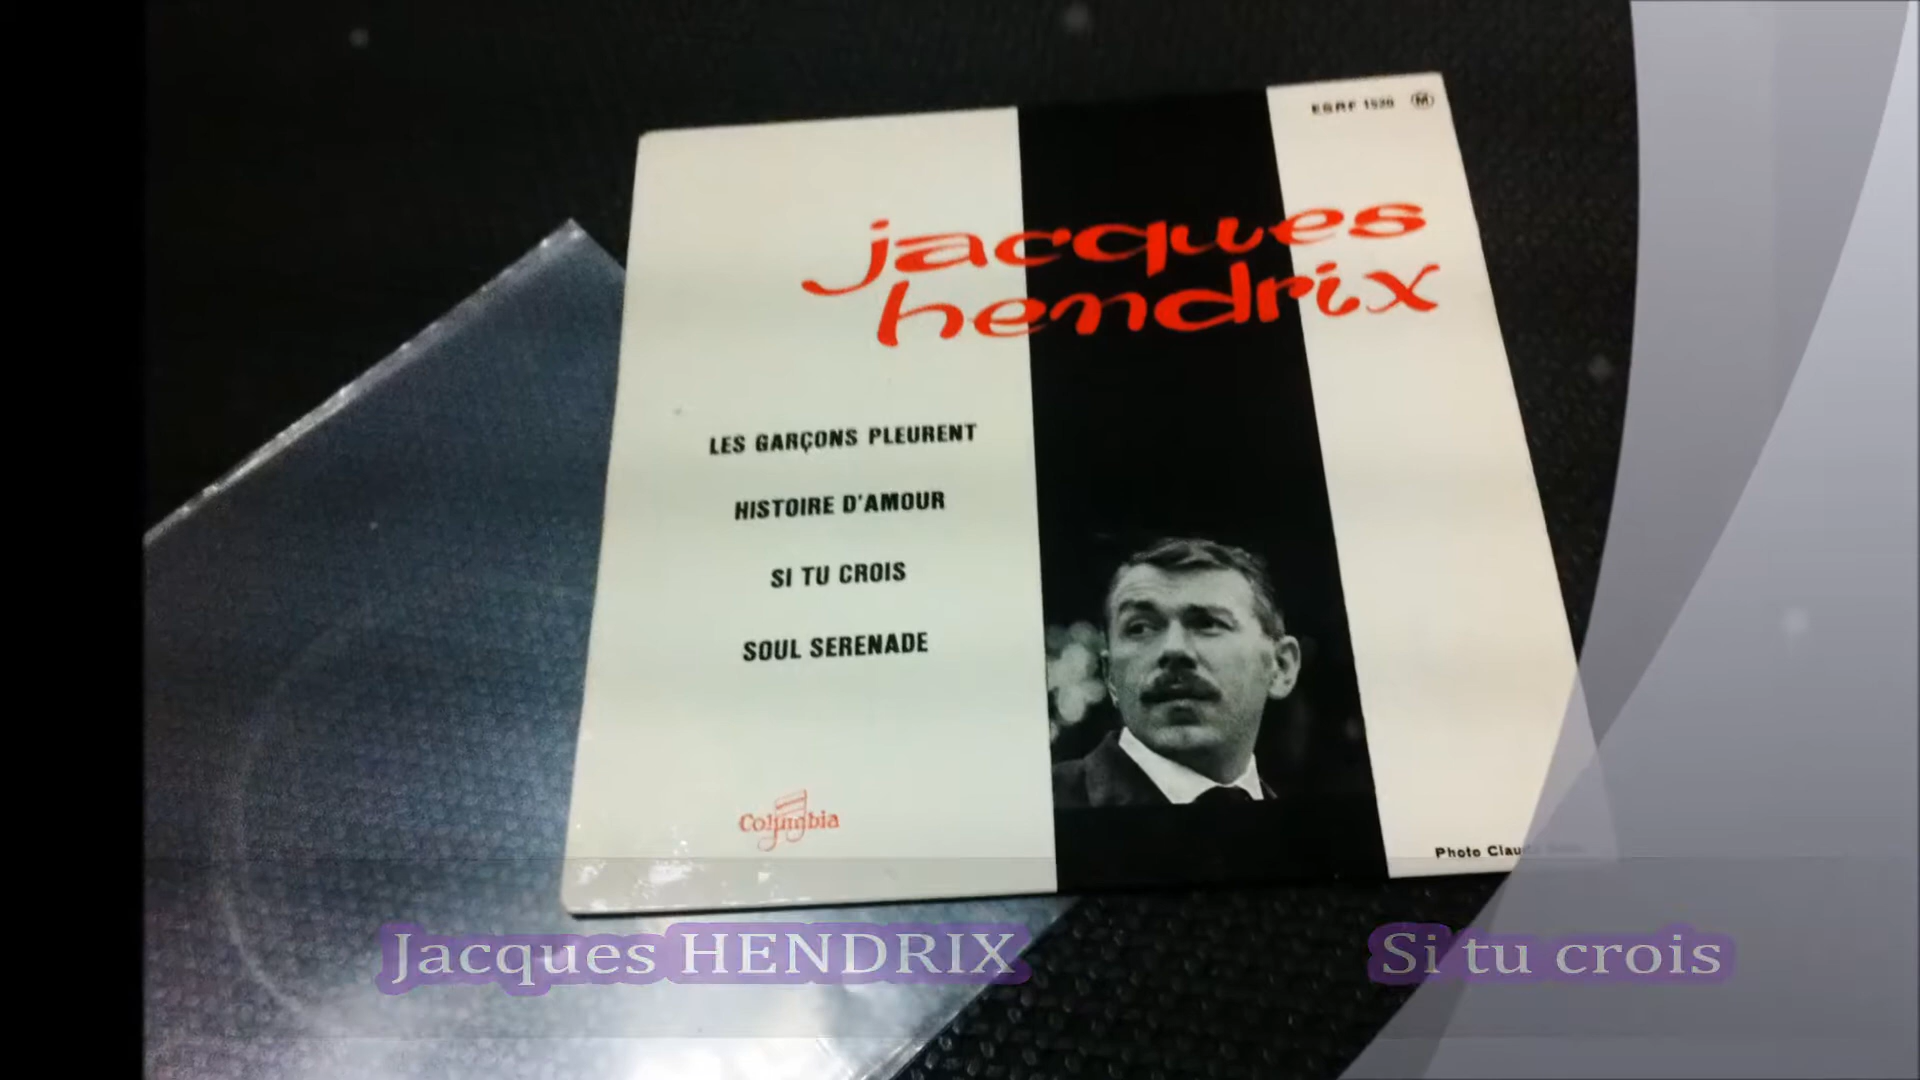 ESRF 1538 M
jacques
hendrix
LES GARÇONS PLEURENT
HISTOIRE D'AMOUR
SI TU CROIS
SOUL SERENADE
Columbia
Photo
Jacques HENDRIX
Si tu crois